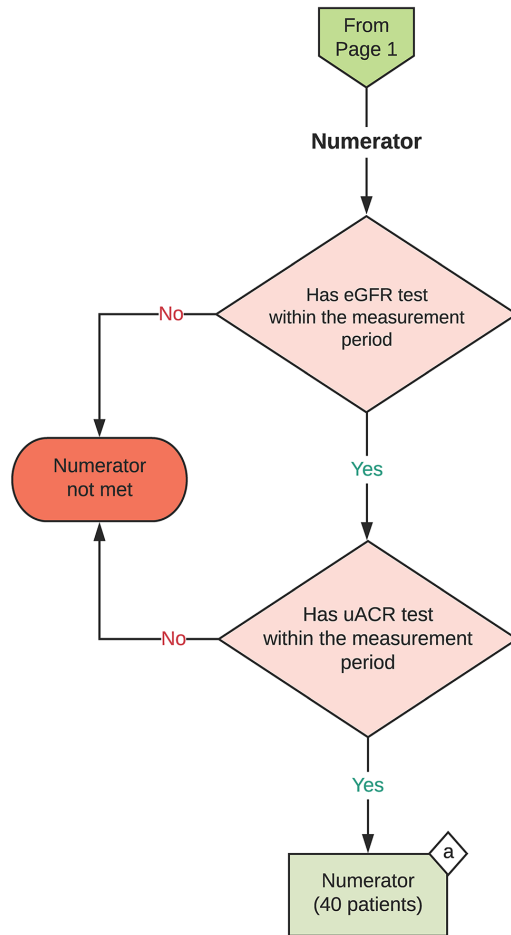 From
Page 1
Numerator
Has eGFR test
within the measurement
period
No
Yes
Numerator
not met
Has uACR test
within the measurement
period
No
Yes
a
Numerator
(40 patients)